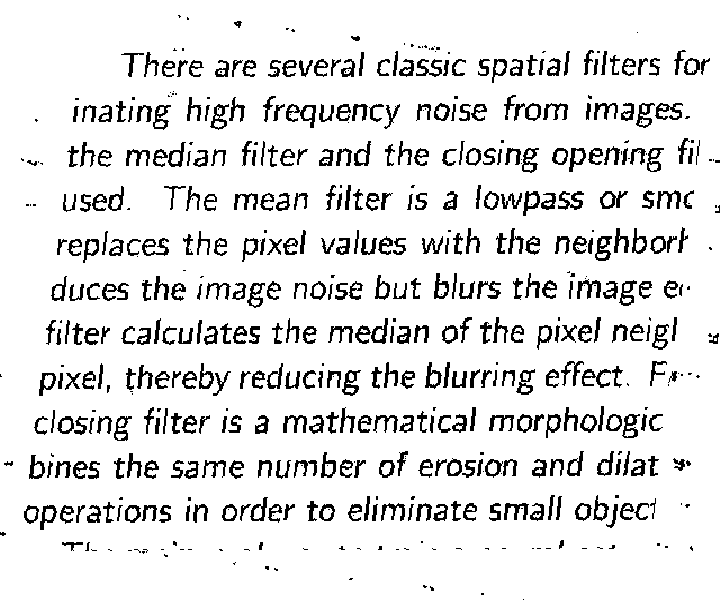 There are several classic spatial filters for
inating high frequency noise from images.
the median filter and the closing opening fil
used. The mean filter is a lowpass or smo
replaces the pixel values with the neighborh
duces the image noise but blurs the image e
filter calculates the median of the pixel neigh
pixel, thereby reducing the blurring effect.
closing filter is a mathematical morphologic
bines the same number of erosion and dilat
operations in order to eliminate small object